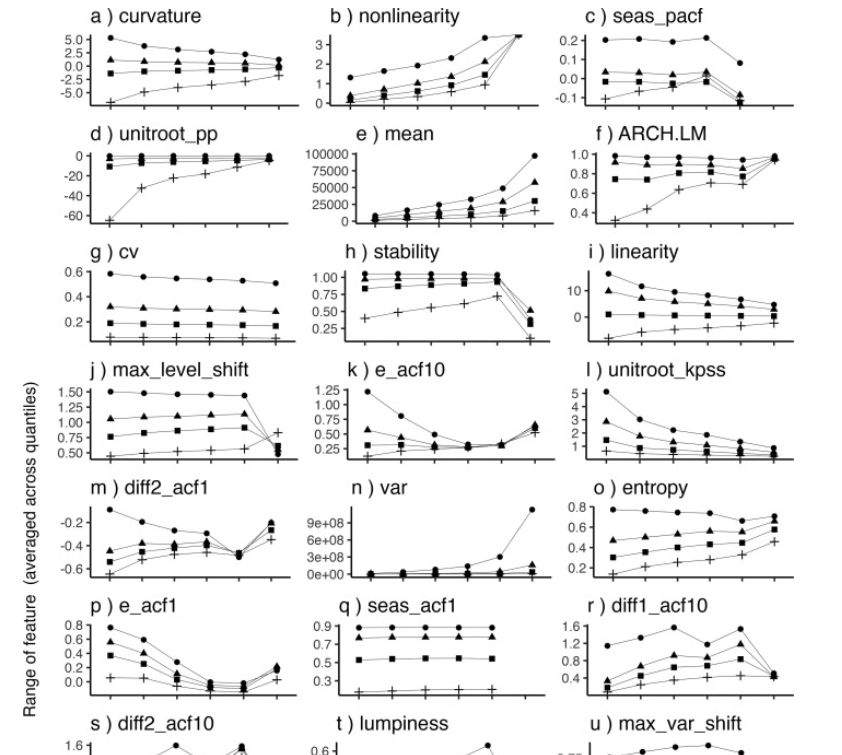 a ) curvature
5.0
2.5
0.0
-2.5
-5.0
b ) nonlinearity
3
2
1
0
c ) seas_pacf
0.2
0.1
0.0
-0.1
d ) unitroot_pp
0
-20
-40
-60
e ) mean
100000
75000
50000
25000
0
f ) ARCH.LM
1.0
0.8
0.6
0.4
g ) cv
0.6
0.4
0.2
h ) stability
1.00
0.75
0.50
0.25
i ) linearity
10
0
j ) max_level_shift
1.50
1.25
1.00
0.75
0.50
k ) e_acf10
1.25
1.00
0.75
0.50
0.25
l ) unitroot_kpss
5
4
3
2
1
m ) diff2_acf1
-0.2
-0.4
-0.6
n ) var
9e+08
6e+08
3e+08
0e+00
o ) entropy
0.8
0.6
0.4
0.2
p ) e_acf1
0.8
0.6
0.4
0.2
0.0
q ) seas_acf1
0.9
0.7
0.5
0.3
r ) diff1_acf10
1.6
1.2
0.8
0.4
s ) diff2_acf10
1.6
t ) lumpiness
0.6
u ) max_var_shift
Range of feature (averaged across quantiles)